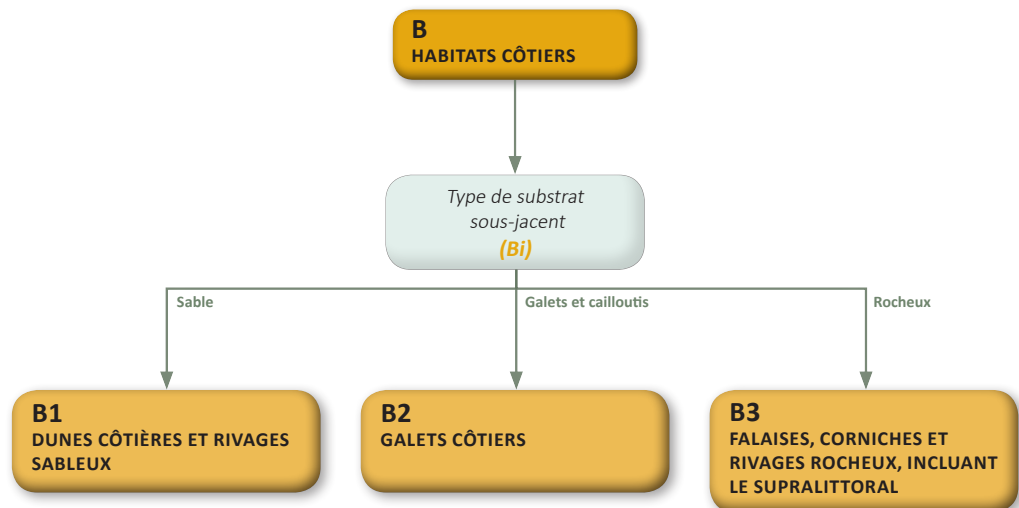 B
HABITATS CÔTIERS
Type de substrat
sous-jacent
(Bi)
Sable
Galets et cailloutis
Rocheux
B1
DUNES CÔTIÈRES ET RIVAGES
SABLEUX
B2
GALETS CÔTIERS
B3
FALAISES, CORNICHES ET
RIVAGES ROCHEUX, INCLUANT
LE SUPRALITTORAL